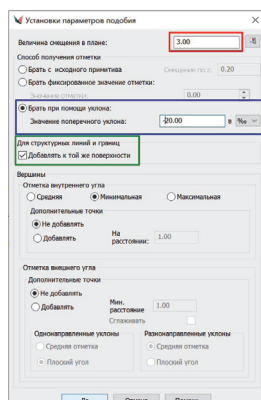 Установки параметров подобия
Величина смещения в плане: 3.00
Способ получения отметки
Брать с исходного примитива Смещение по z: 0.20
Брать фиксированное значение отметки:
Значение отметки: 0.00
Брать при помощи уклона:
Значение поперечного уклона: -20.00 в ‰
Для структурных линий и границ
Добавлять к той же поверхности
Вершины
Отметка внутреннего угла
Средняя Минимальная Максимальная
Дополнительные точки
Не добавлять
Добавлять На расстоянии: 1.00
Отметка внешнего угла
Дополнительные точки
Не добавлять
Добавлять Мин. расстояние 1.00
Сглаживать
Однонаправленные уклоны Разнонаправленные уклоны
Средняя отметка Средняя отметка
Плоский угол Плоский угол